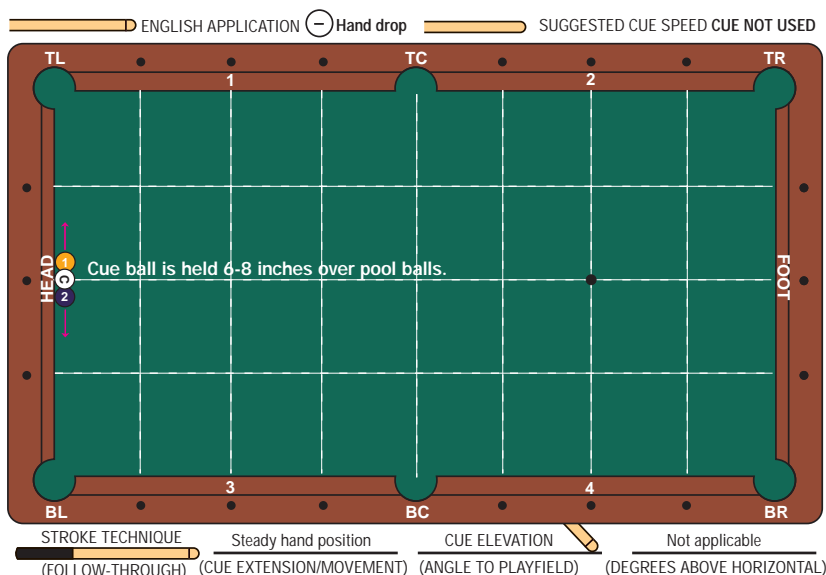 ENGLISH APPLICATION − Hand drop SUGGESTED CUE SPEED CUE NOT USED
TL TC TR
1 2
1
Cue ball is held 6-8 inches over pool balls.
C
2
HEAD FOOT
3 4
BL BC BR
STROKE TECHNIQUE Steady hand position CUE ELEVATION Not applicable
(FOLLOW-THROUGH) (CUE EXTENSION/MOVEMENT) (ANGLE TO PLAYFIELD) (DEGREES ABOVE HORIZONTAL)